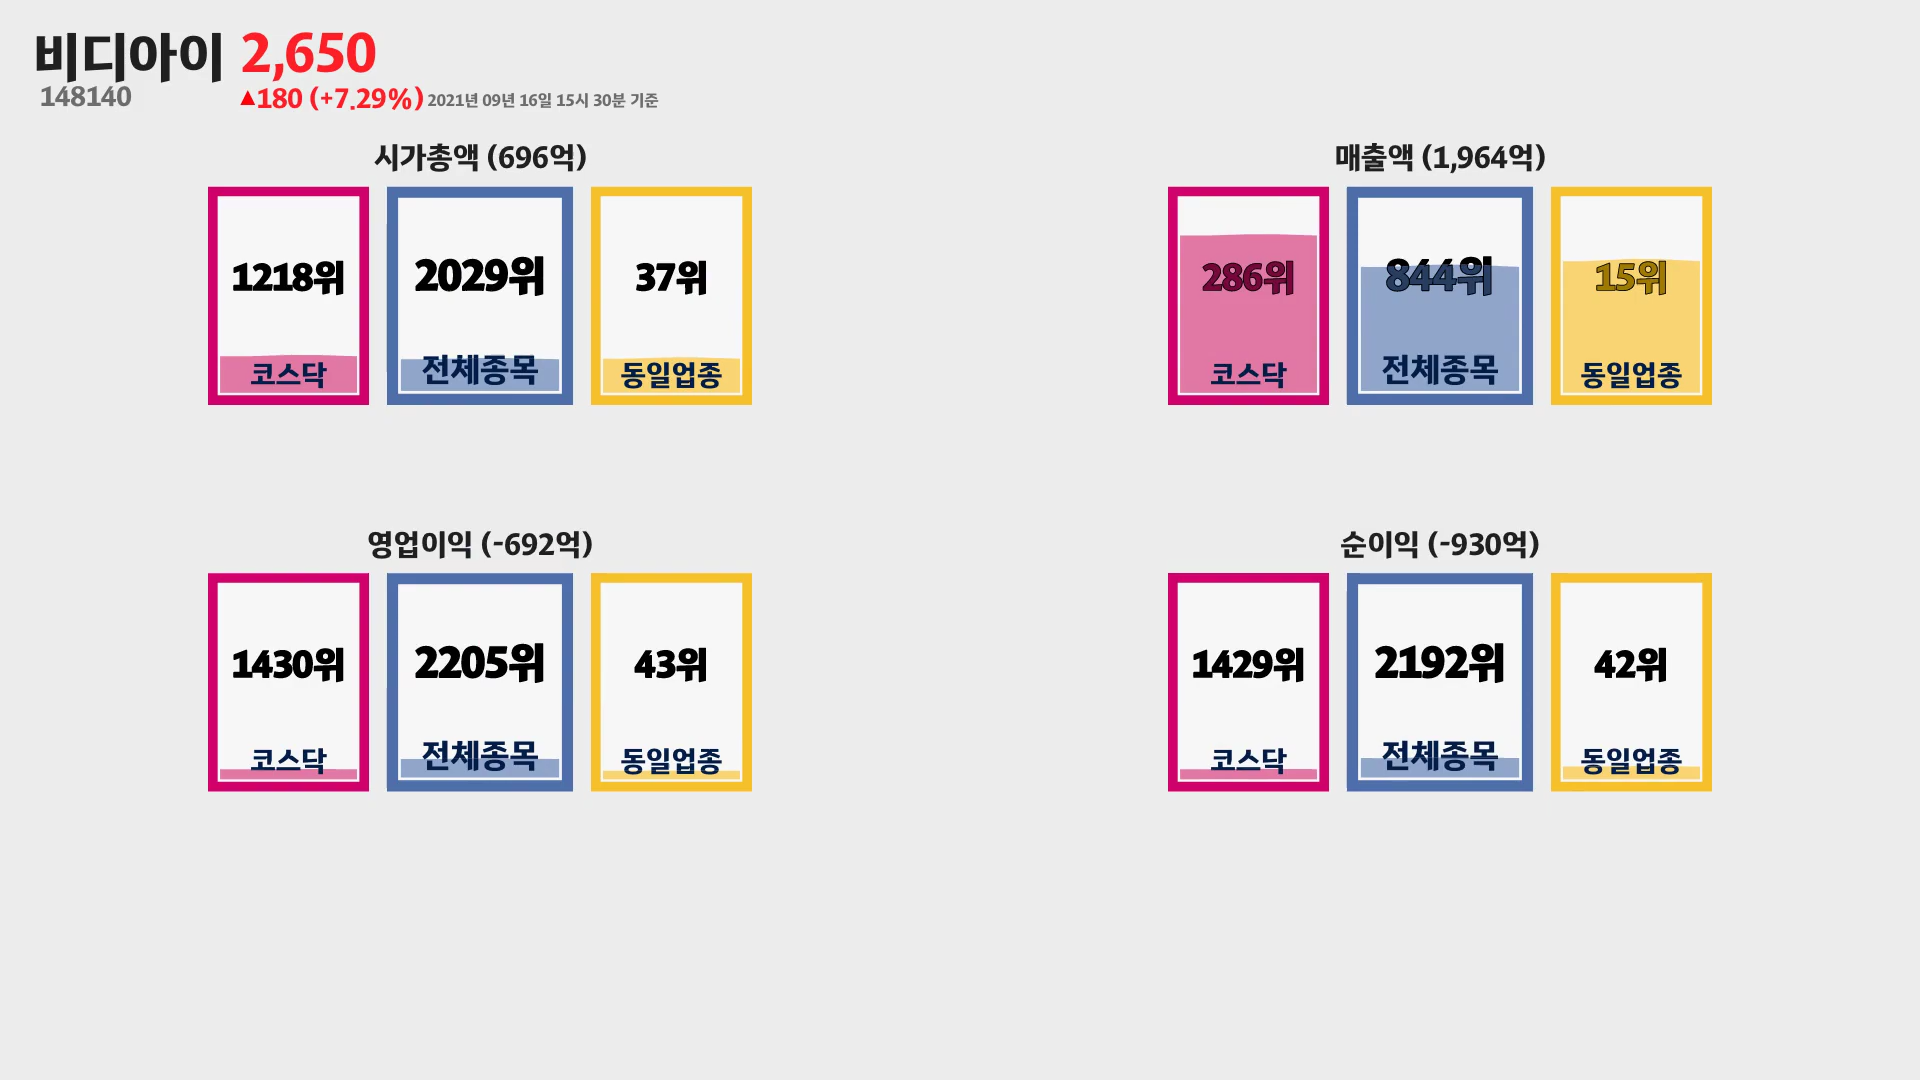 비디아이 2,650
148140 ▲180 (+7.29%) 2021년 09월 16일 15시 30분 기준
시가총액 (696억)
1218위 2029위 37위
코스닥 전체종목 동일업종
매출액 (1,964억)
286위 844위 15위
코스닥 전체종목 동일업종
영업이익 (-692억)
1430위 2205위 43위
코스닥 전체종목 동일업종
순이익 (-930억)
1429위 2192위 42위
코스닥 전체종목 동일업종